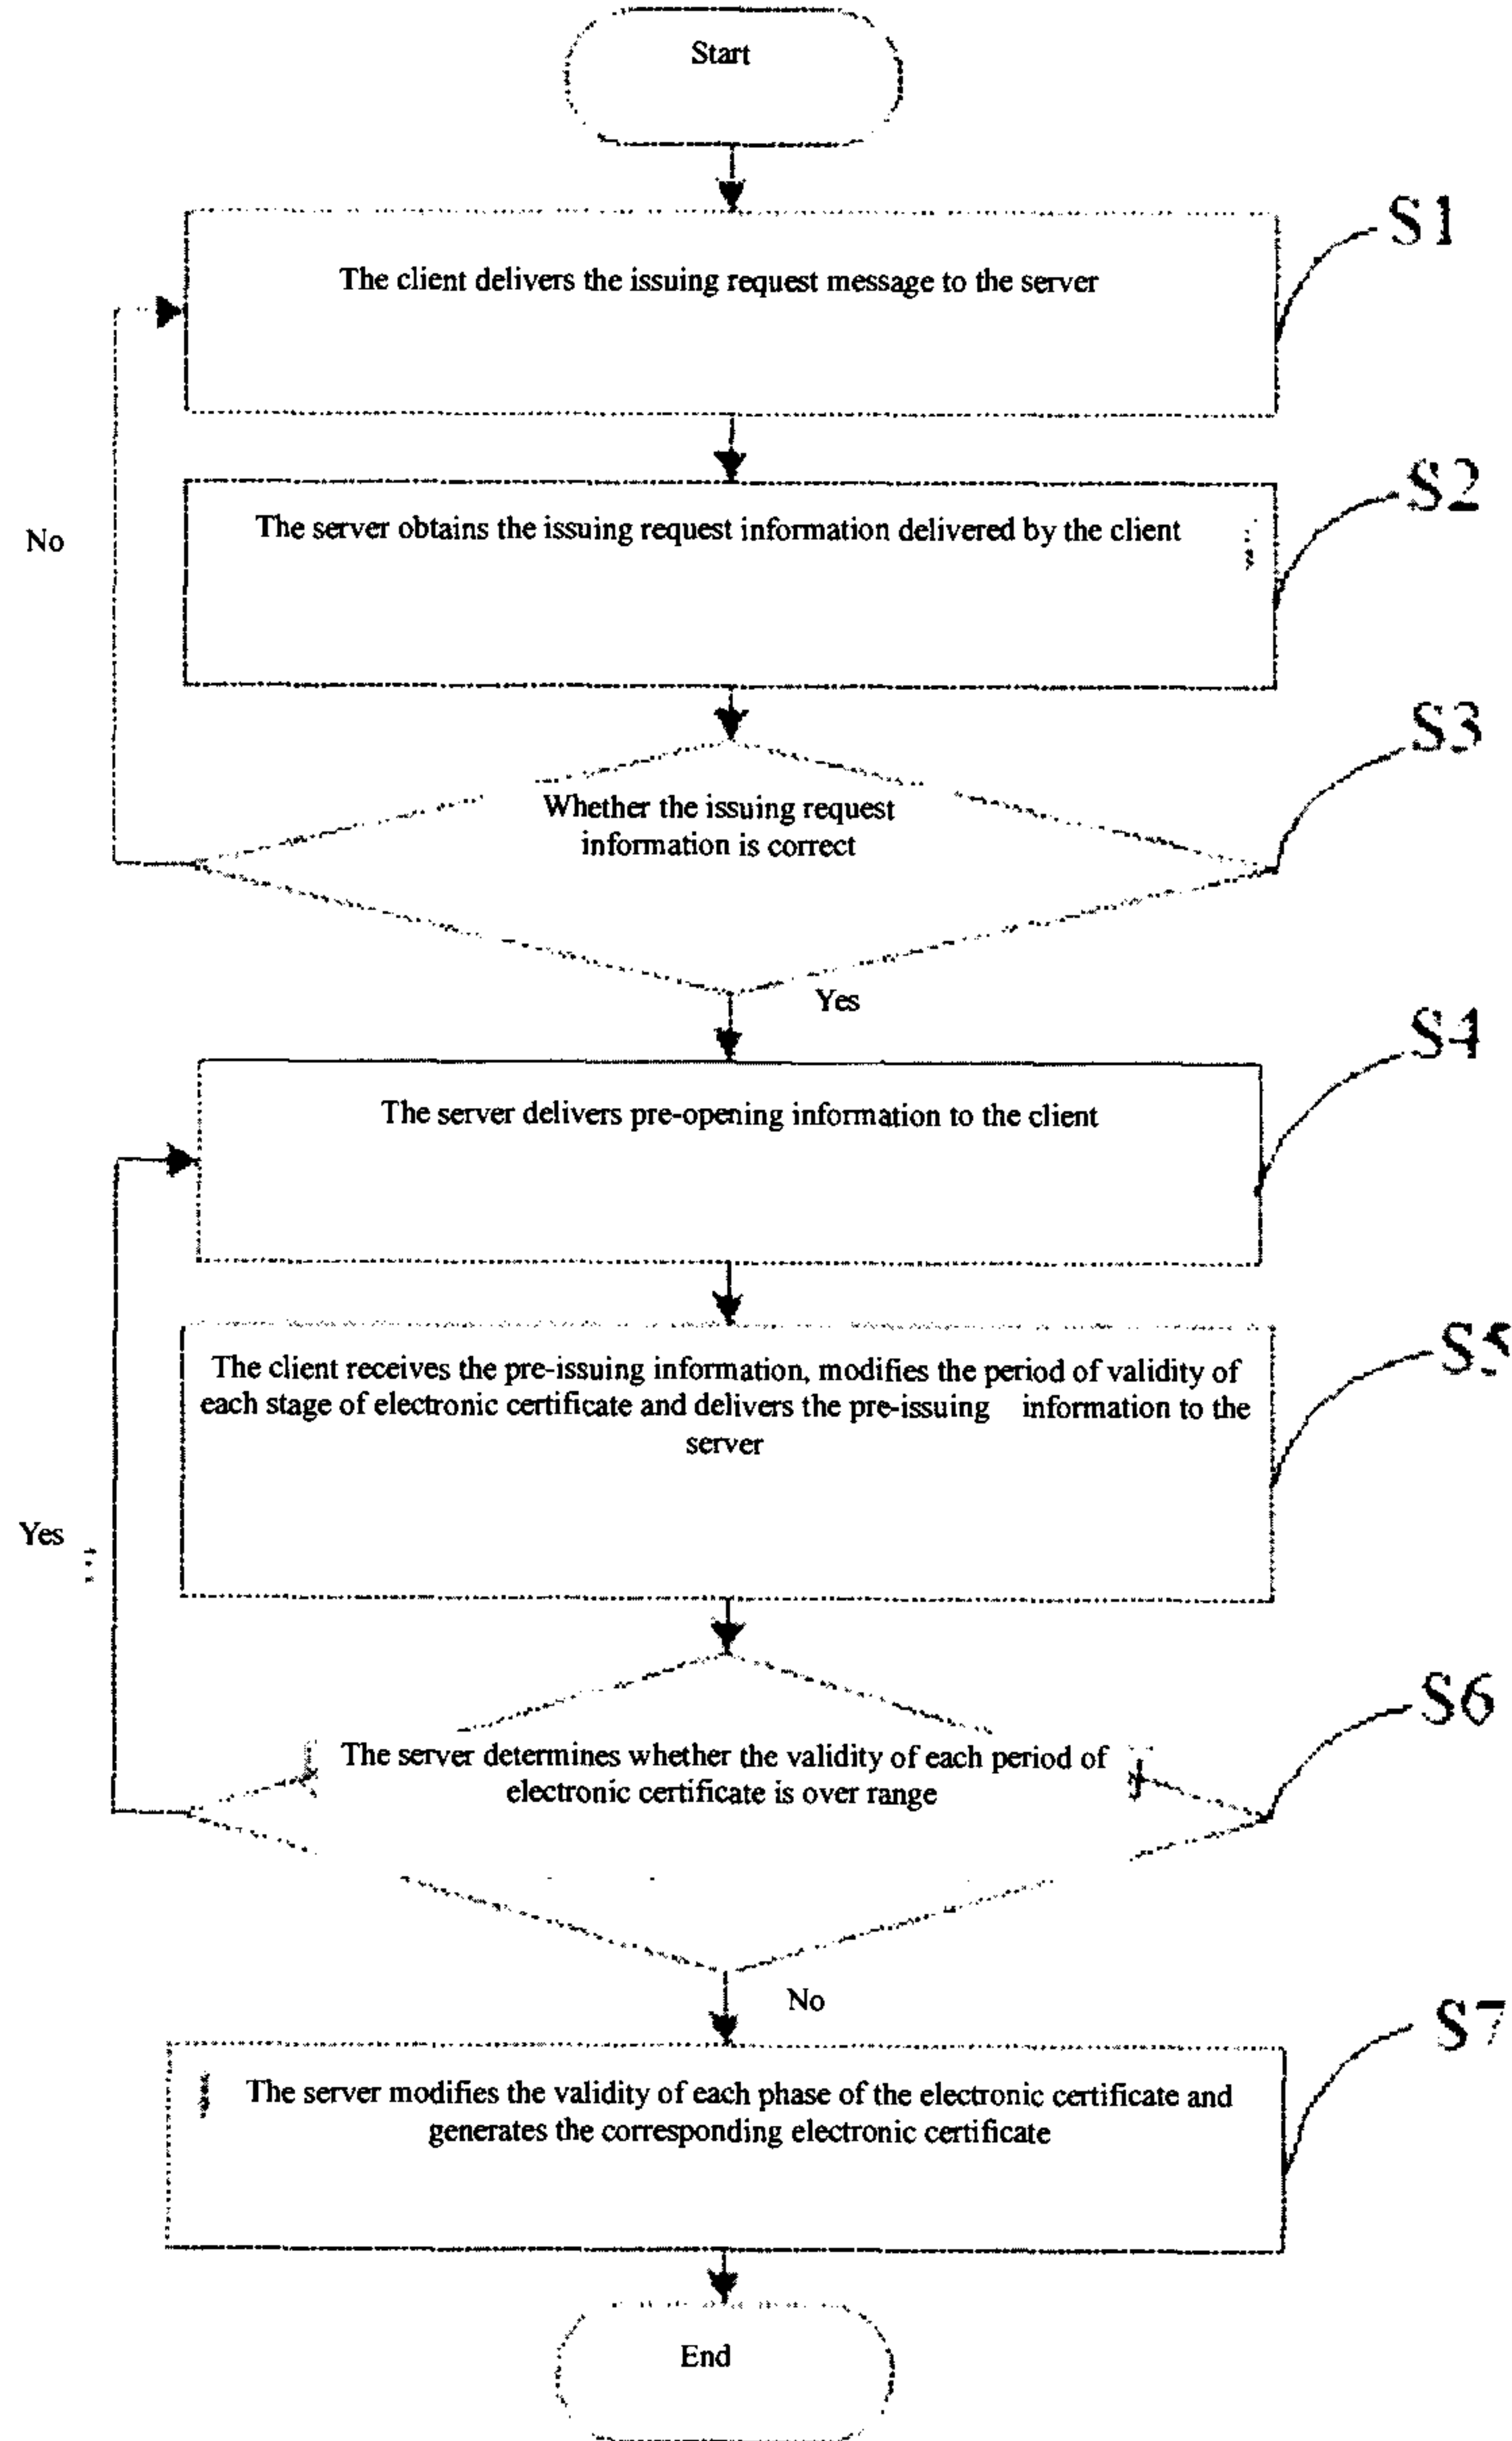 Start
S1
The client delivers the issuing request message to the server
S2
The server obtains the issuing request information delivered by the client
No
S3
Whether the issuing request
information is correct
Yes
S4
The server delivers pre-opening information to the client
S5
The client receives the pre-issuing information, modifies the period of validity of
each stage of electronic certificate and delivers the pre-issuing information to the
server
Yes
S6
The server determines whether the validity of each period of
electronic certificate is over range
No
S7
The server modifies the validity of each phase of the electronic certificate and
generates the corresponding electronic certificate
End